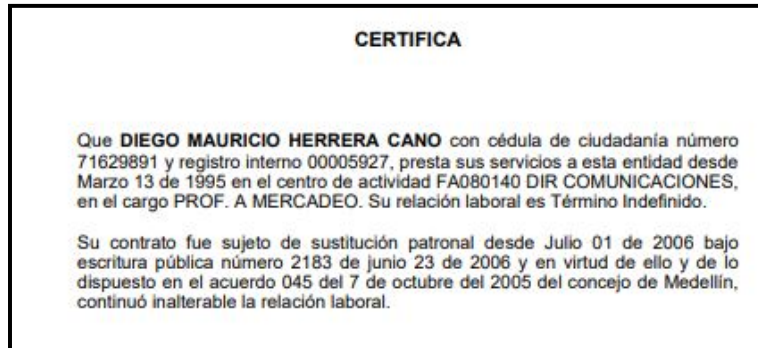 CERTIFICA
Que DIEGO MAURICIO HERRERA CANO con cédula de ciudadanía número
71629891 y registro interno 00005927, presta sus servicios a esta entidad desde
Marzo 13 de 1995 en el centro de actividad FA080140 DIR COMUNICACIONES,
en el cargo PROF. A MERCADEO. Su relación laboral es Término Indefinido.
Su contrato fue sujeto de sustitución patronal desde Julio 01 de 2006 bajo
escritura pública número 2183 de junio 23 de 2006 y en virtud de ello y de lo
dispuesto en el acuerdo 045 del 7 de octubre del 2005 del concejo de Medellín,
continuó inalterable la relación laboral.